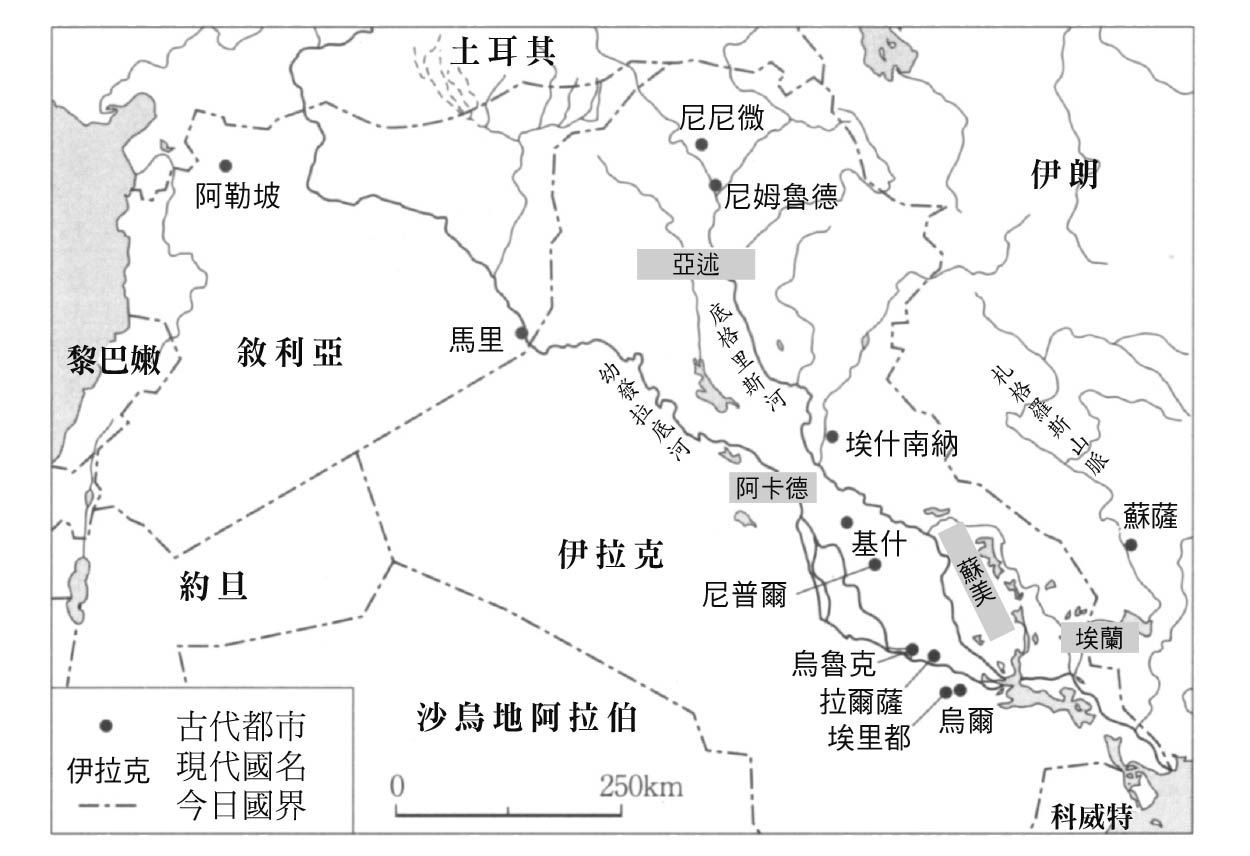 土耳其
尼尼微
阿勒坡
尼姆魯德
伊朗
亞述
底格里斯河
馬里
敘利亞
黎巴嫩
幼發拉底河
札格羅斯山脈
埃什南納
阿卡德
蘇薩
基什
伊拉克
蘇美
約旦
尼普爾
埃蘭
烏魯克
拉爾薩
埃里都
烏爾
沙烏地阿拉伯
古代都市
伊拉克 現代國名
今日國界
0 250km
科威特